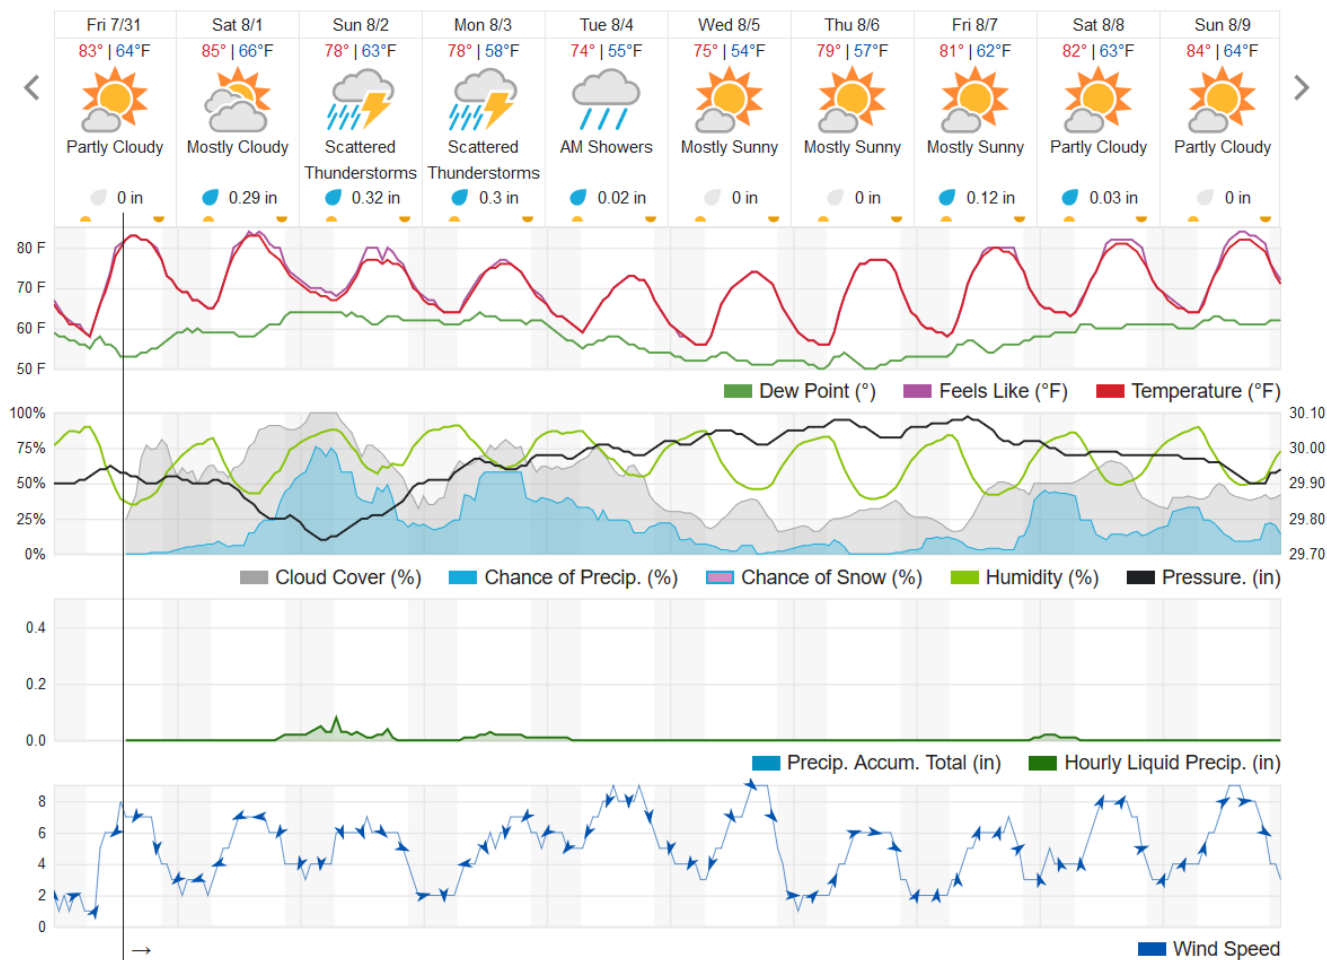 Fri 7/31 Sat 8/1 Sun 8/2 Mon 8/3 Tue 8/4 Wed 8/5 Thu 8/6 Fri 8/7 Sat 8/8 Sun 8/9
83° | 64°F 85° | 66°F 78° | 63°F 78° | 58°F 74° | 55°F 75° | 54°F 79° | 57°F 81° | 62°F 82° | 63°F 84° | 64°F
Partly Cloudy Mostly Cloudy Scattered Scattered AM Showers Mostly Sunny Mostly Sunny Mostly Sunny Partly Cloudy Partly Cloudy
Thunderstorms Thunderstorms
0 in 0.29 in 0.32 in 0.3 in 0.02 in 0 in 0 in 0.12 in 0.03 in 0 in
80 F
70 F
60 F
50 F
Dew Point (°) Feels Like (°F) Temperature (°F)
100% 30.10
75% 30.00
50% 29.90
25% 29.80
0% 29.70
Cloud Cover (%) Chance of Precip. (%) Chance of Snow (%) Humidity (%) Pressure. (in)
0.4
0.2
0.0
Precip. Accum. Total (in) Hourly Liquid Precip. (in)
8
6
4
2
0
→
Wind Speed